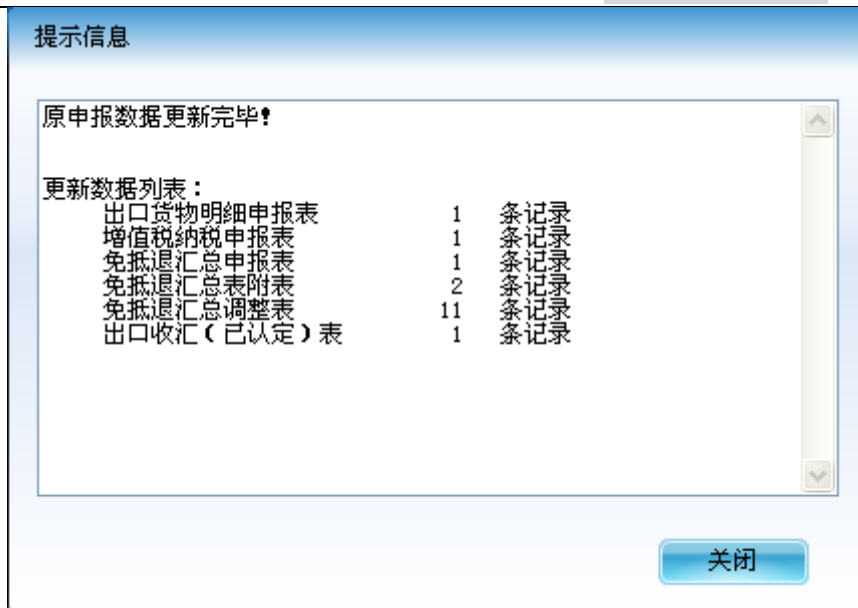 提示信息
原申报数据更新完毕!
更新数据列表:
出口货物明细申报表 1 条记录
增值税纳税申报表 1 条记录
免抵退汇总申报表 1 条记录
免抵退汇总表附表 2 条记录
免抵退汇总调整表 11 条记录
出口收汇(已认定)表 1 条记录
关闭